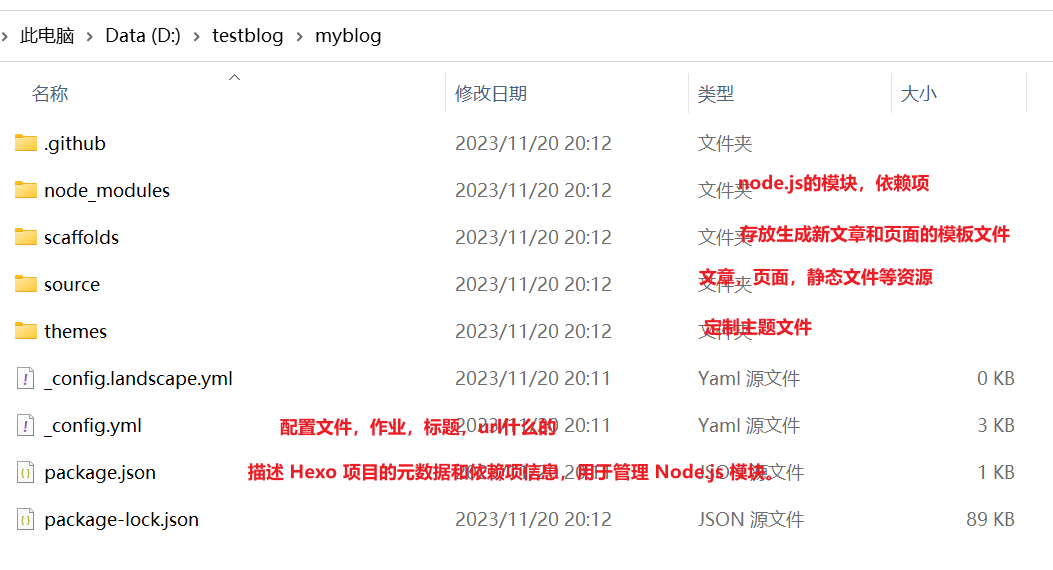 此电脑 > Data (D:) > testblog > myblog
名称 修改日期 类型 大小
.github 2023/11/20 20:12 文件夹
node_modules 2023/11/20 20:12 文件夹 node.js的模块，依赖项
scaffolds 2023/11/20 20:12 文件夹 存放生成新文章和页面的模板文件
source 2023/11/20 20:12 文件夹 文章，页面，静态文件等资源
themes 2023/11/20 20:12 文件夹 定制主题文件
_config.landscape.yml 2023/11/20 20:11 Yaml 源文件 0 KB
_config.yml 配置文件，作业，标题，url什么的 2023/11/20 20:11 Yaml 源文件 3 KB
package.json 描述 Hexo 项目的元数据和依赖项信息，用于管理 Node.js 模块。 JSON 源文件 1 KB
package-lock.json 2023/11/20 20:12 JSON 源文件 89 KB